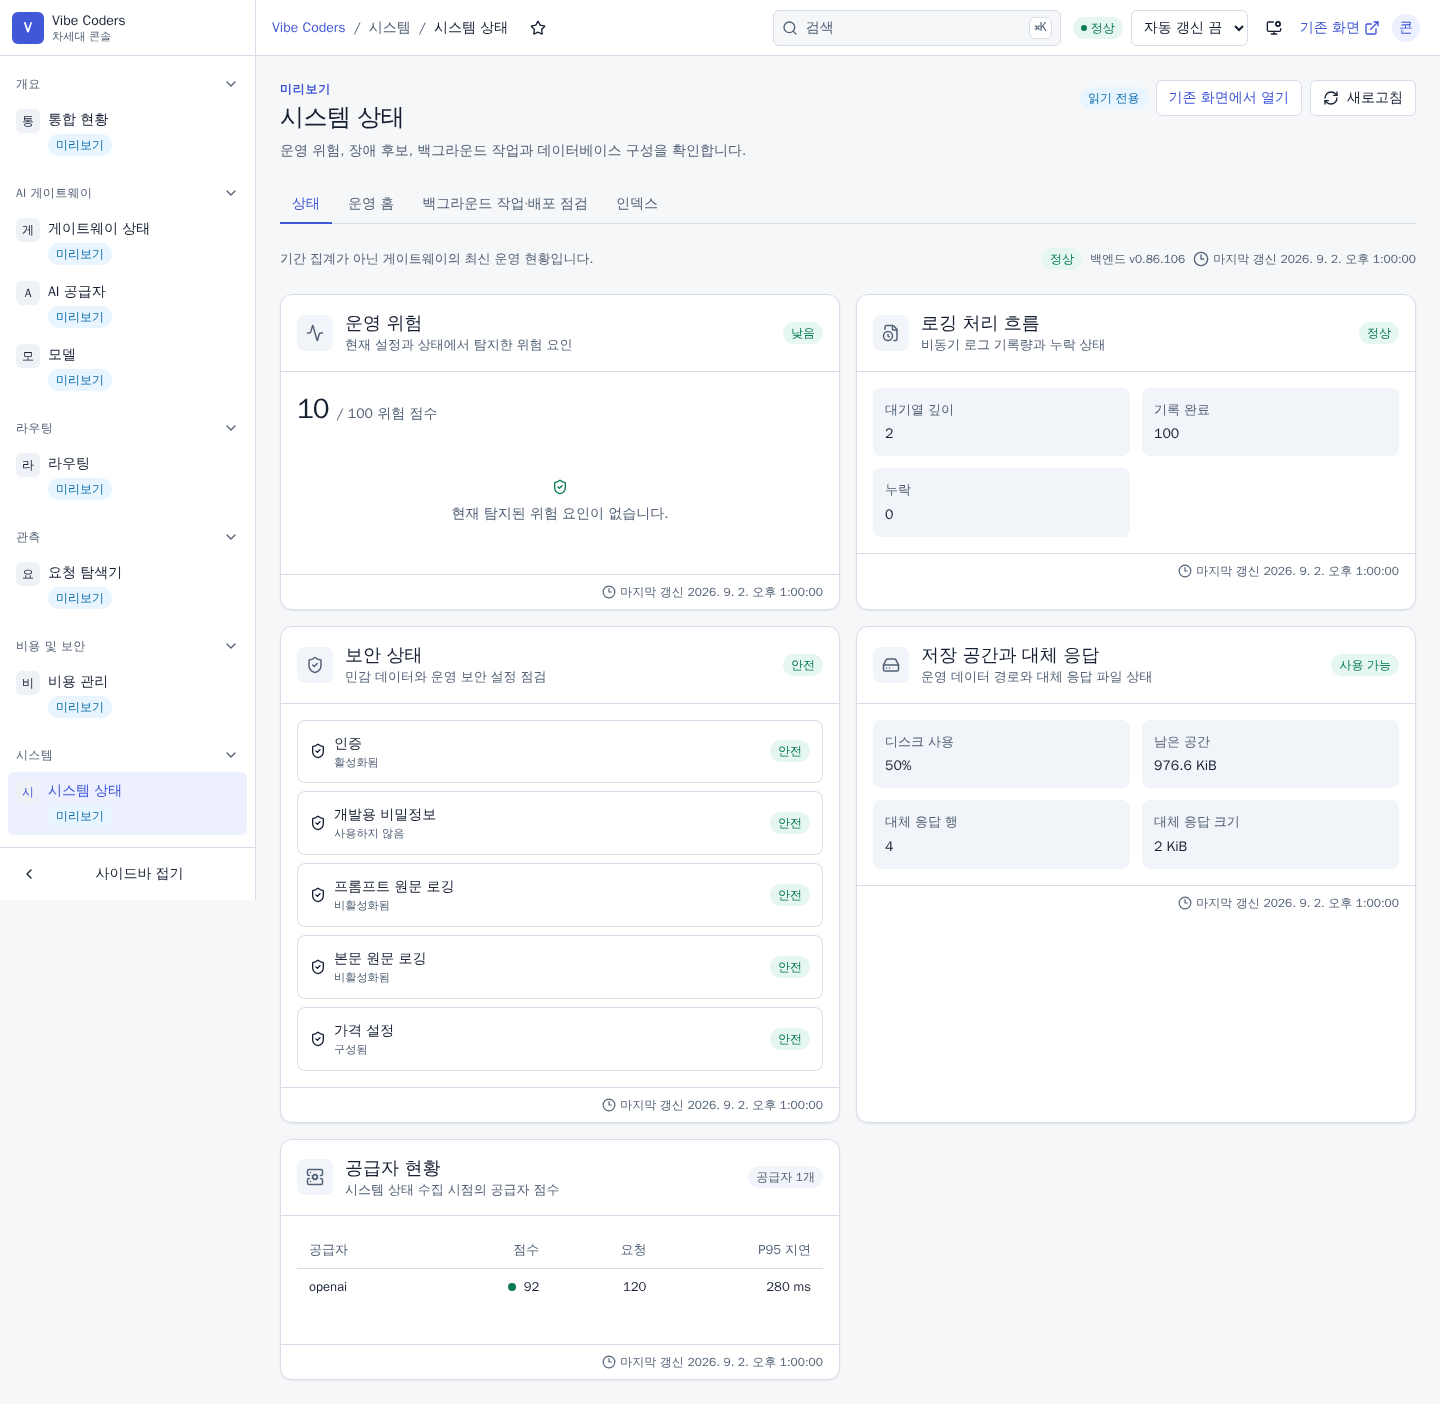 V
Vibe Coders
차세대 콘솔
Vibe Coders / 시스템 / 시스템 상태
검색 ⌘K
정상
자동 갱신 끔
기존 화면
콘
개요
통 통합 현황
미리보기
AI 게이트웨이
게 게이트웨이 상태
미리보기
A AI 공급자
미리보기
모 모델
미리보기
라우팅
라 라우팅
미리보기
관측
요 요청 탐색기
미리보기
비용 및 보안
비 비용 관리
미리보기
시스템
시 시스템 상태
미리보기
사이드바 접기
미리보기
시스템 상태
운영 위험, 장애 후보, 백그라운드 작업과 데이터베이스 구성을 확인합니다.
읽기 전용
기존 화면에서 열기
새로고침
상태 운영 홈 백그라운드 작업·배포 점검 인덱스
기간 집계가 아닌 게이트웨이의 최신 운영 현황입니다.
정상 백엔드 v0.86.106 마지막 갱신 2026. 9. 2. 오후 1:00:00
운영 위험
현재 설정과 상태에서 탐지한 위험 요인
낮음
10 / 100 위험 점수
현재 탐지된 위험 요인이 없습니다.
마지막 갱신 2026. 9. 2. 오후 1:00:00
로깅 처리 흐름
비동기 로그 기록량과 누락 상태
정상
대기열 깊이
2
기록 완료
100
누락
0
마지막 갱신 2026. 9. 2. 오후 1:00:00
보안 상태
민감 데이터와 운영 보안 설정 점검
안전
인증
활성화됨
안전
개발용 비밀정보
사용하지 않음
안전
프롬프트 원문 로깅
비활성화됨
안전
본문 원문 로깅
비활성화됨
안전
가격 설정
구성됨
안전
마지막 갱신 2026. 9. 2. 오후 1:00:00
저장 공간과 대체 응답
운영 데이터 경로와 대체 응답 파일 상태
사용 가능
디스크 사용
50%
남은 공간
976.6 KiB
대체 응답 행
4
대체 응답 크기
2 KiB
마지막 갱신 2026. 9. 2. 오후 1:00:00
공급자 현황
시스템 상태 수집 시점의 공급자 점수
공급자 1개
공급자 점수 요청 P95 지연
openai 92 120 280 ms
마지막 갱신 2026. 9. 2. 오후 1:00:00